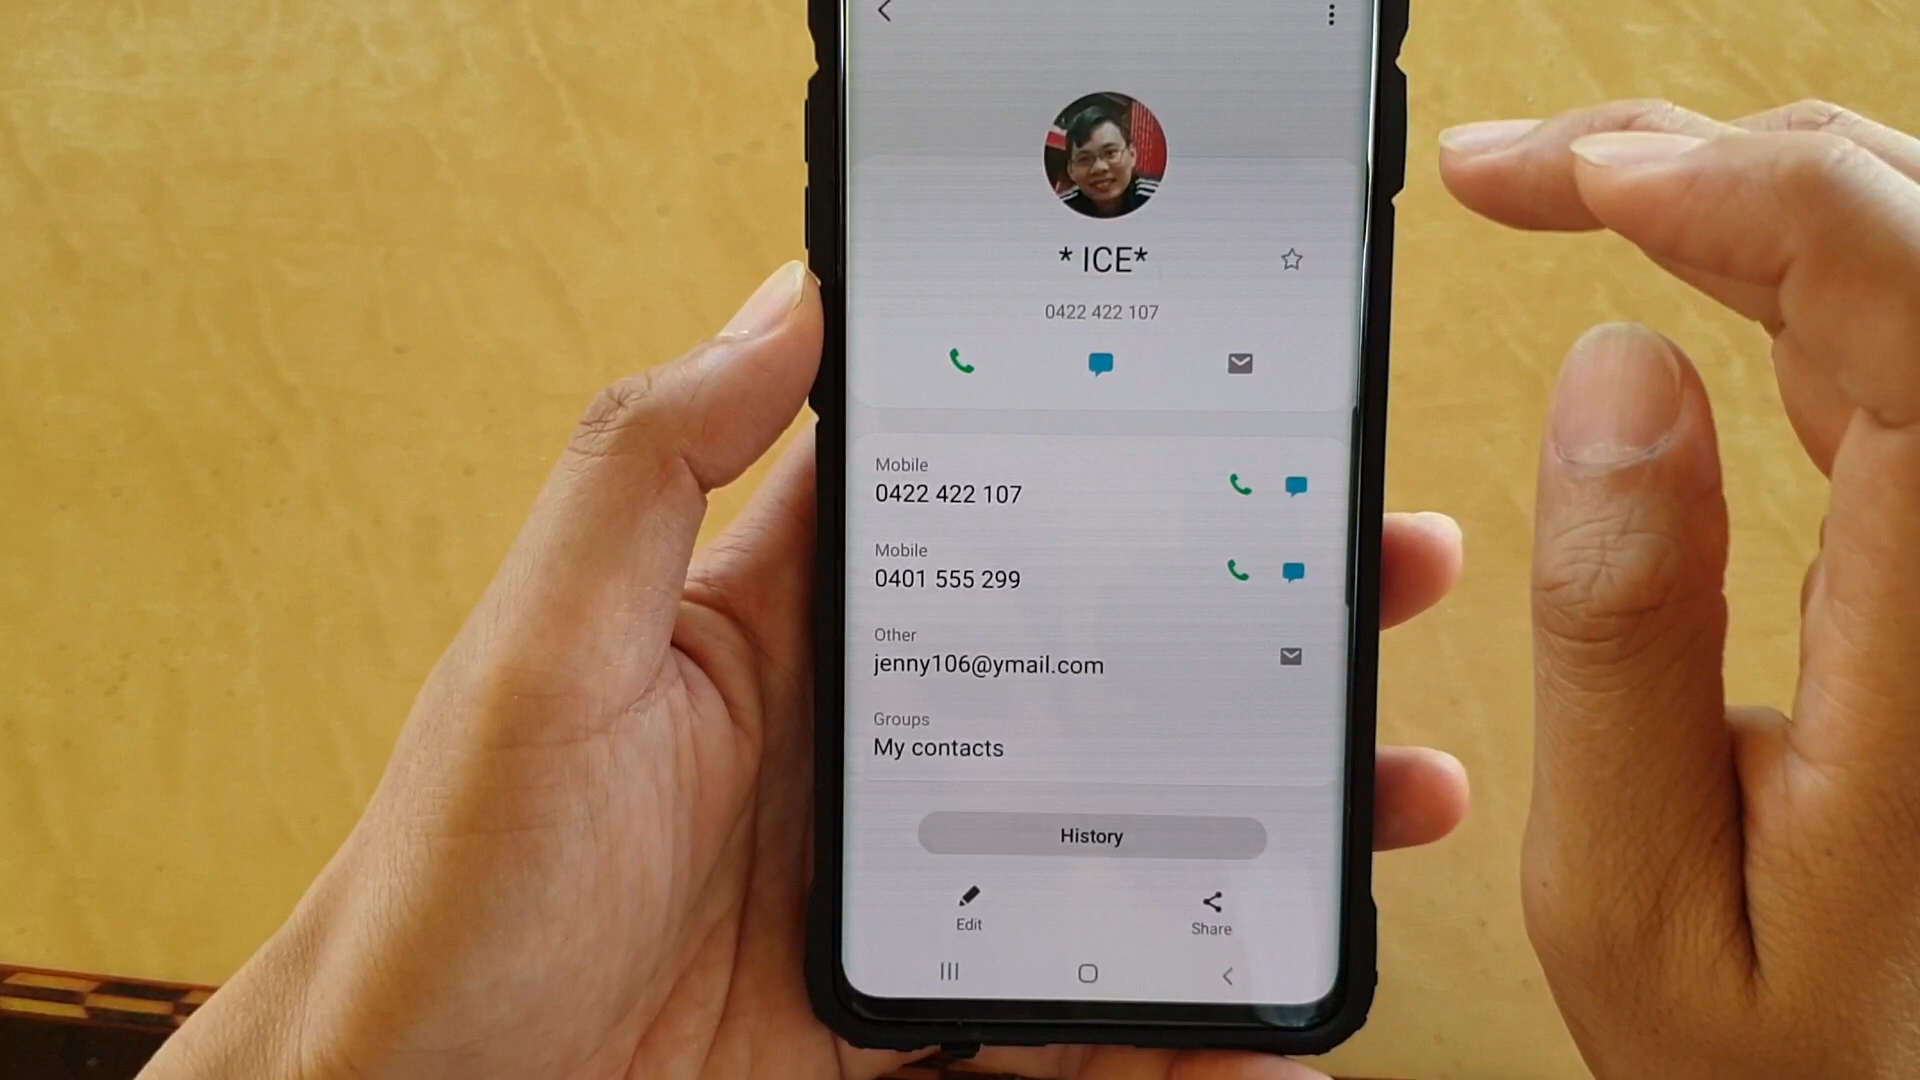 * ICE*
0422 422 107
Mobile
0422 422 107
Mobile
0401 555 299
Other
jenny106@ymail.com
Groups
My contacts
History
Edit
Share